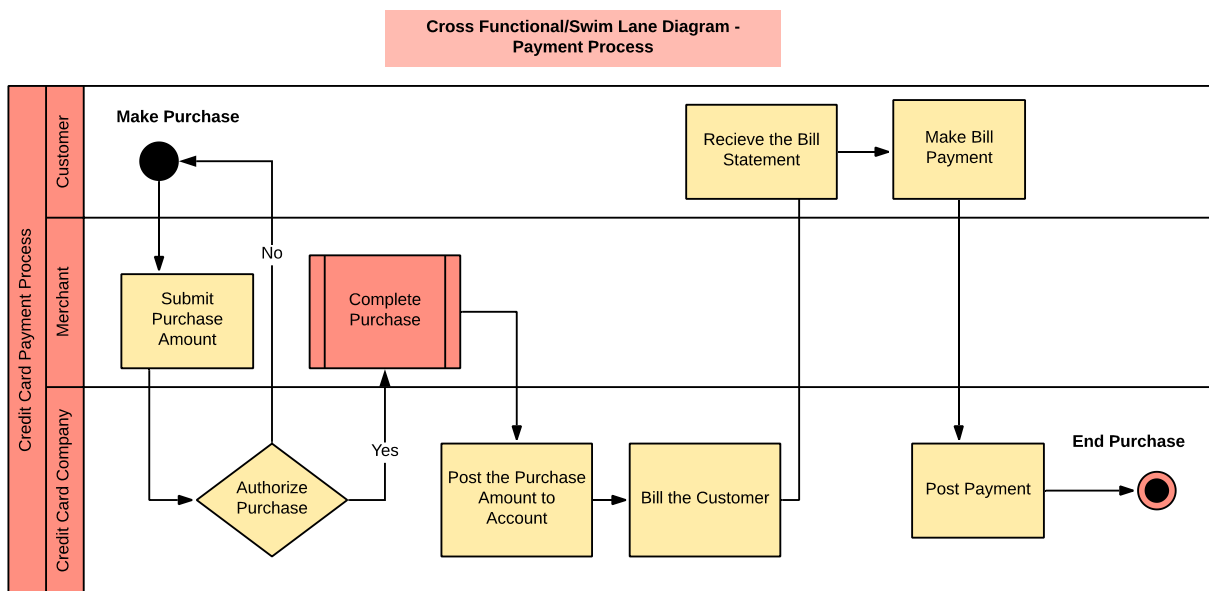 Cross Functional/Swim Lane Diagram -
Payment Process
Credit Card Payment Process
Customer
Make Purchase
Recieve the Bill
Statement
Make Bill
Payment
Merchant
No
Submit
Purchase
Amount
Complete
Purchase
Credit Card Company
Authorize
Purchase
Yes
Post the Purchase
Amount to
Account
Bill the Customer
Post Payment
End Purchase